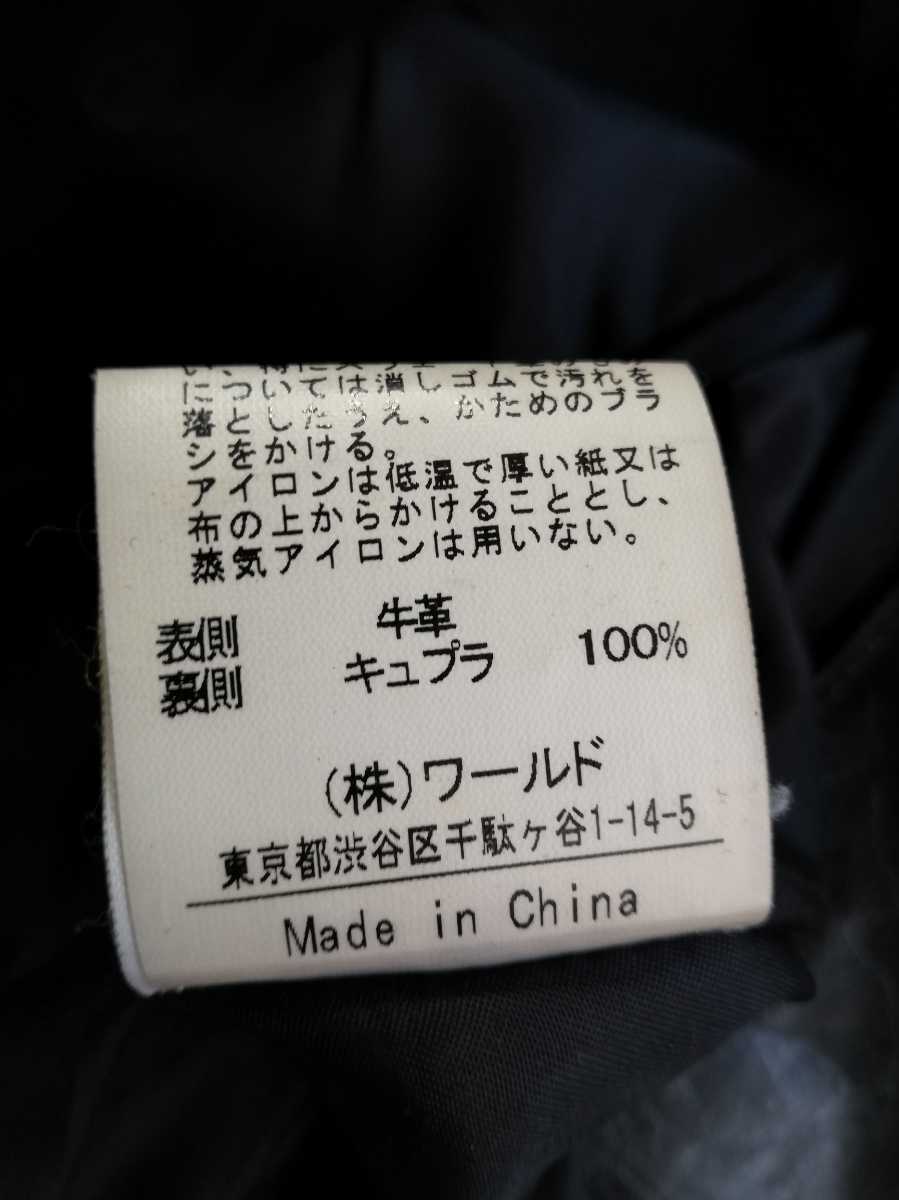 については消しゴムで汚れを
落としたうえ、かためのブラ
シをかける。
アイロンは低温で厚い紙又は
布の上からかけることとし、
蒸気アイロンは用いない。
表側 牛革
裏側 キュプラ 100%
(株)ワールド
東京都渋谷区千駄ヶ谷1-14-5
Made in China